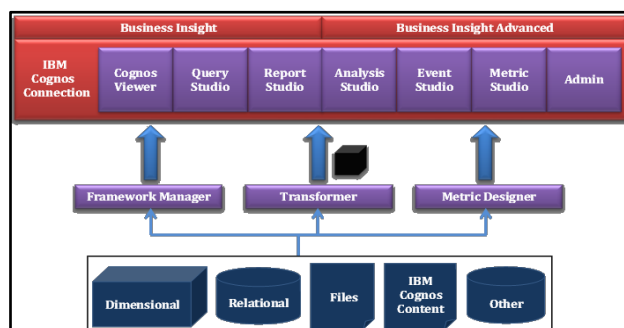 Business Insight
Business Insight Advanced
IBM
Cognos
Connection
Cognos
Viewer
Query
Studio
Report
Studio
Analysis
Studio
Event
Studio
Metric
Studio
Admin
Framework Manager
Transformer
Metric Designer
Dimensional
Relational
Files
IBM
Cognos
Content
Other